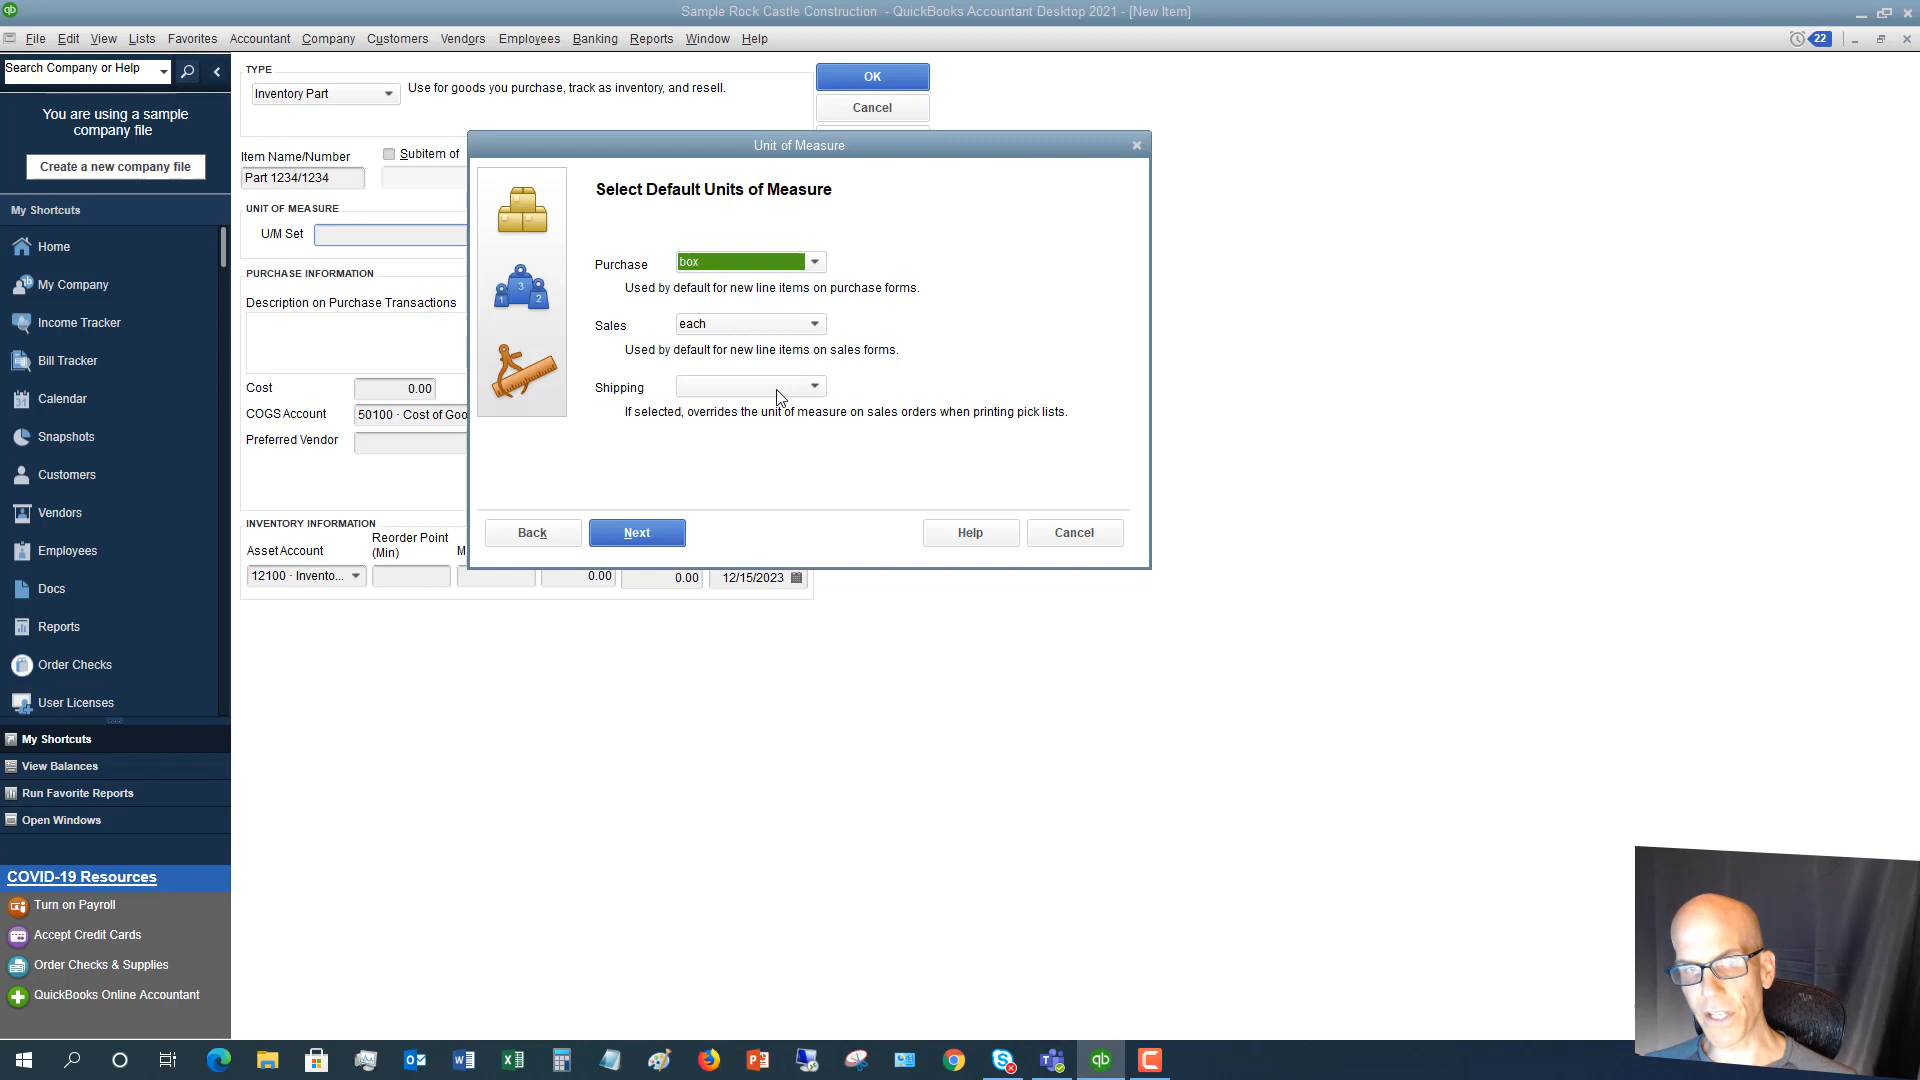 Sample Rock Castle Construction - QuickBooks Accountant Desktop 2021 - [New Item]
File Edit View Lists Favorites Accountant Company Customers Vendors Employees Banking Reports Window Help
22
Search Company or Help
You are using a sample
company file
Create a new company file
My Shortcuts
Home
My Company
Income Tracker
Bill Tracker
Calendar
Snapshots
Customers
Vendors
Employees
Docs
Reports
Order Checks
User Licenses
My Shortcuts
View Balances
Run Favorite Reports
Open Windows
COVID-19 Resources
Turn on Payroll
Accept Credit Cards
Order Checks & Supplies
QuickBooks Online Accountant
TYPE
Inventory Part
Use for goods you purchase, track as inventory, and resell.
OK
Cancel
Item Name/Number
Subitem of
Part 1234/1234
UNIT OF MEASURE
U/M Set
PURCHASE INFORMATION
Description on Purchase Transactions
Cost 0.00
COGS Account 50100 · Cost of Goo
Preferred Vendor
INVENTORY INFORMATION
Asset Account
Reorder Point
(Min)
M
12100 · Invento...
0.00
0.00
12/15/2023
Unit of Measure
Select Default Units of Measure
Purchase box
Used by default for new line items on purchase forms.
Sales each
Used by default for new line items on sales forms.
Shipping
If selected, overrides the unit of measure on sales orders when printing pick lists.
1 3 2
Back
Next
Help
Cancel